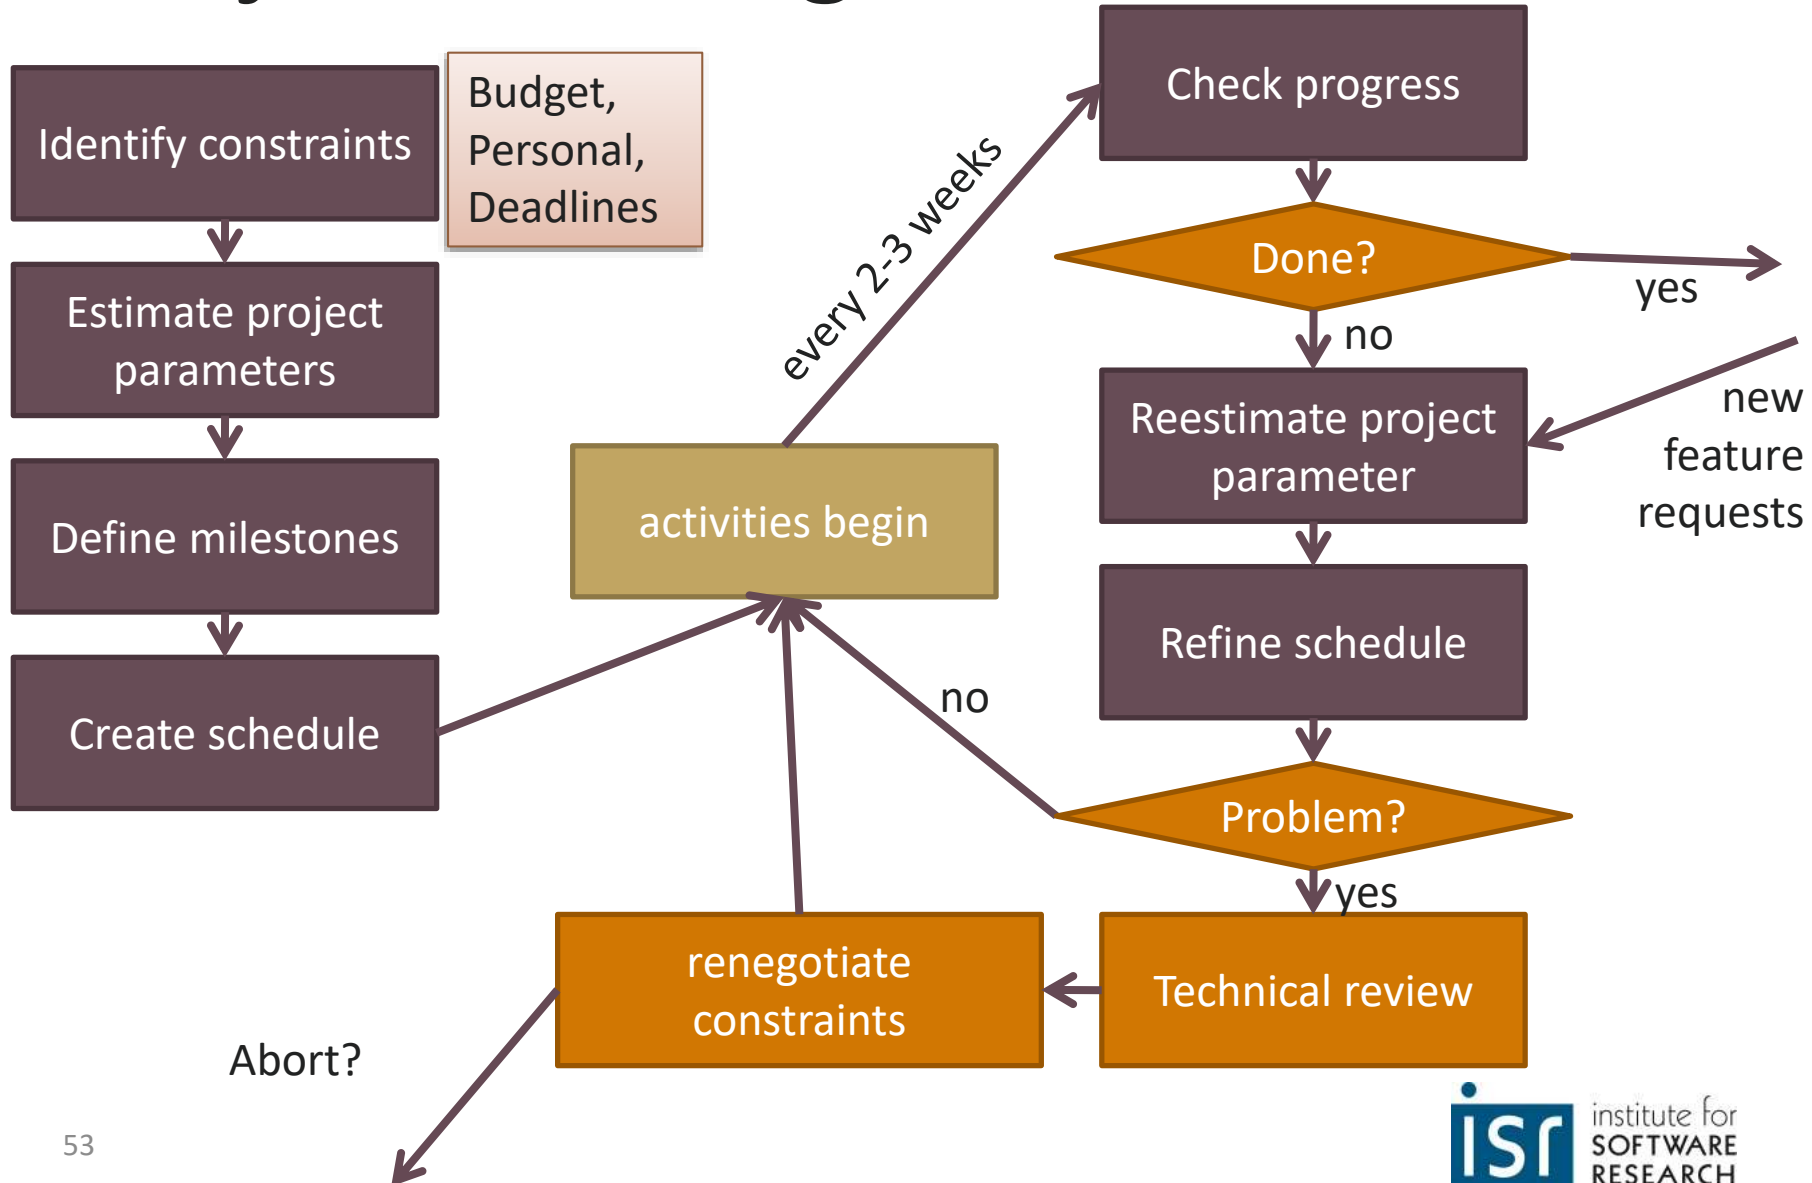 Identify constraints
Budget,
Personal,
Deadlines
Estimate project
parameters
Define milestones
Create schedule
activities begin
every 2-3 weeks
Check progress
Done?
yes
no
new
feature
requests
Reestimate project
parameter
Refine schedule
Problem?
no
yes
Technical review
renegotiate
constraints
Abort?
53
isr
institute for
SOFTWARE
RESEARCH